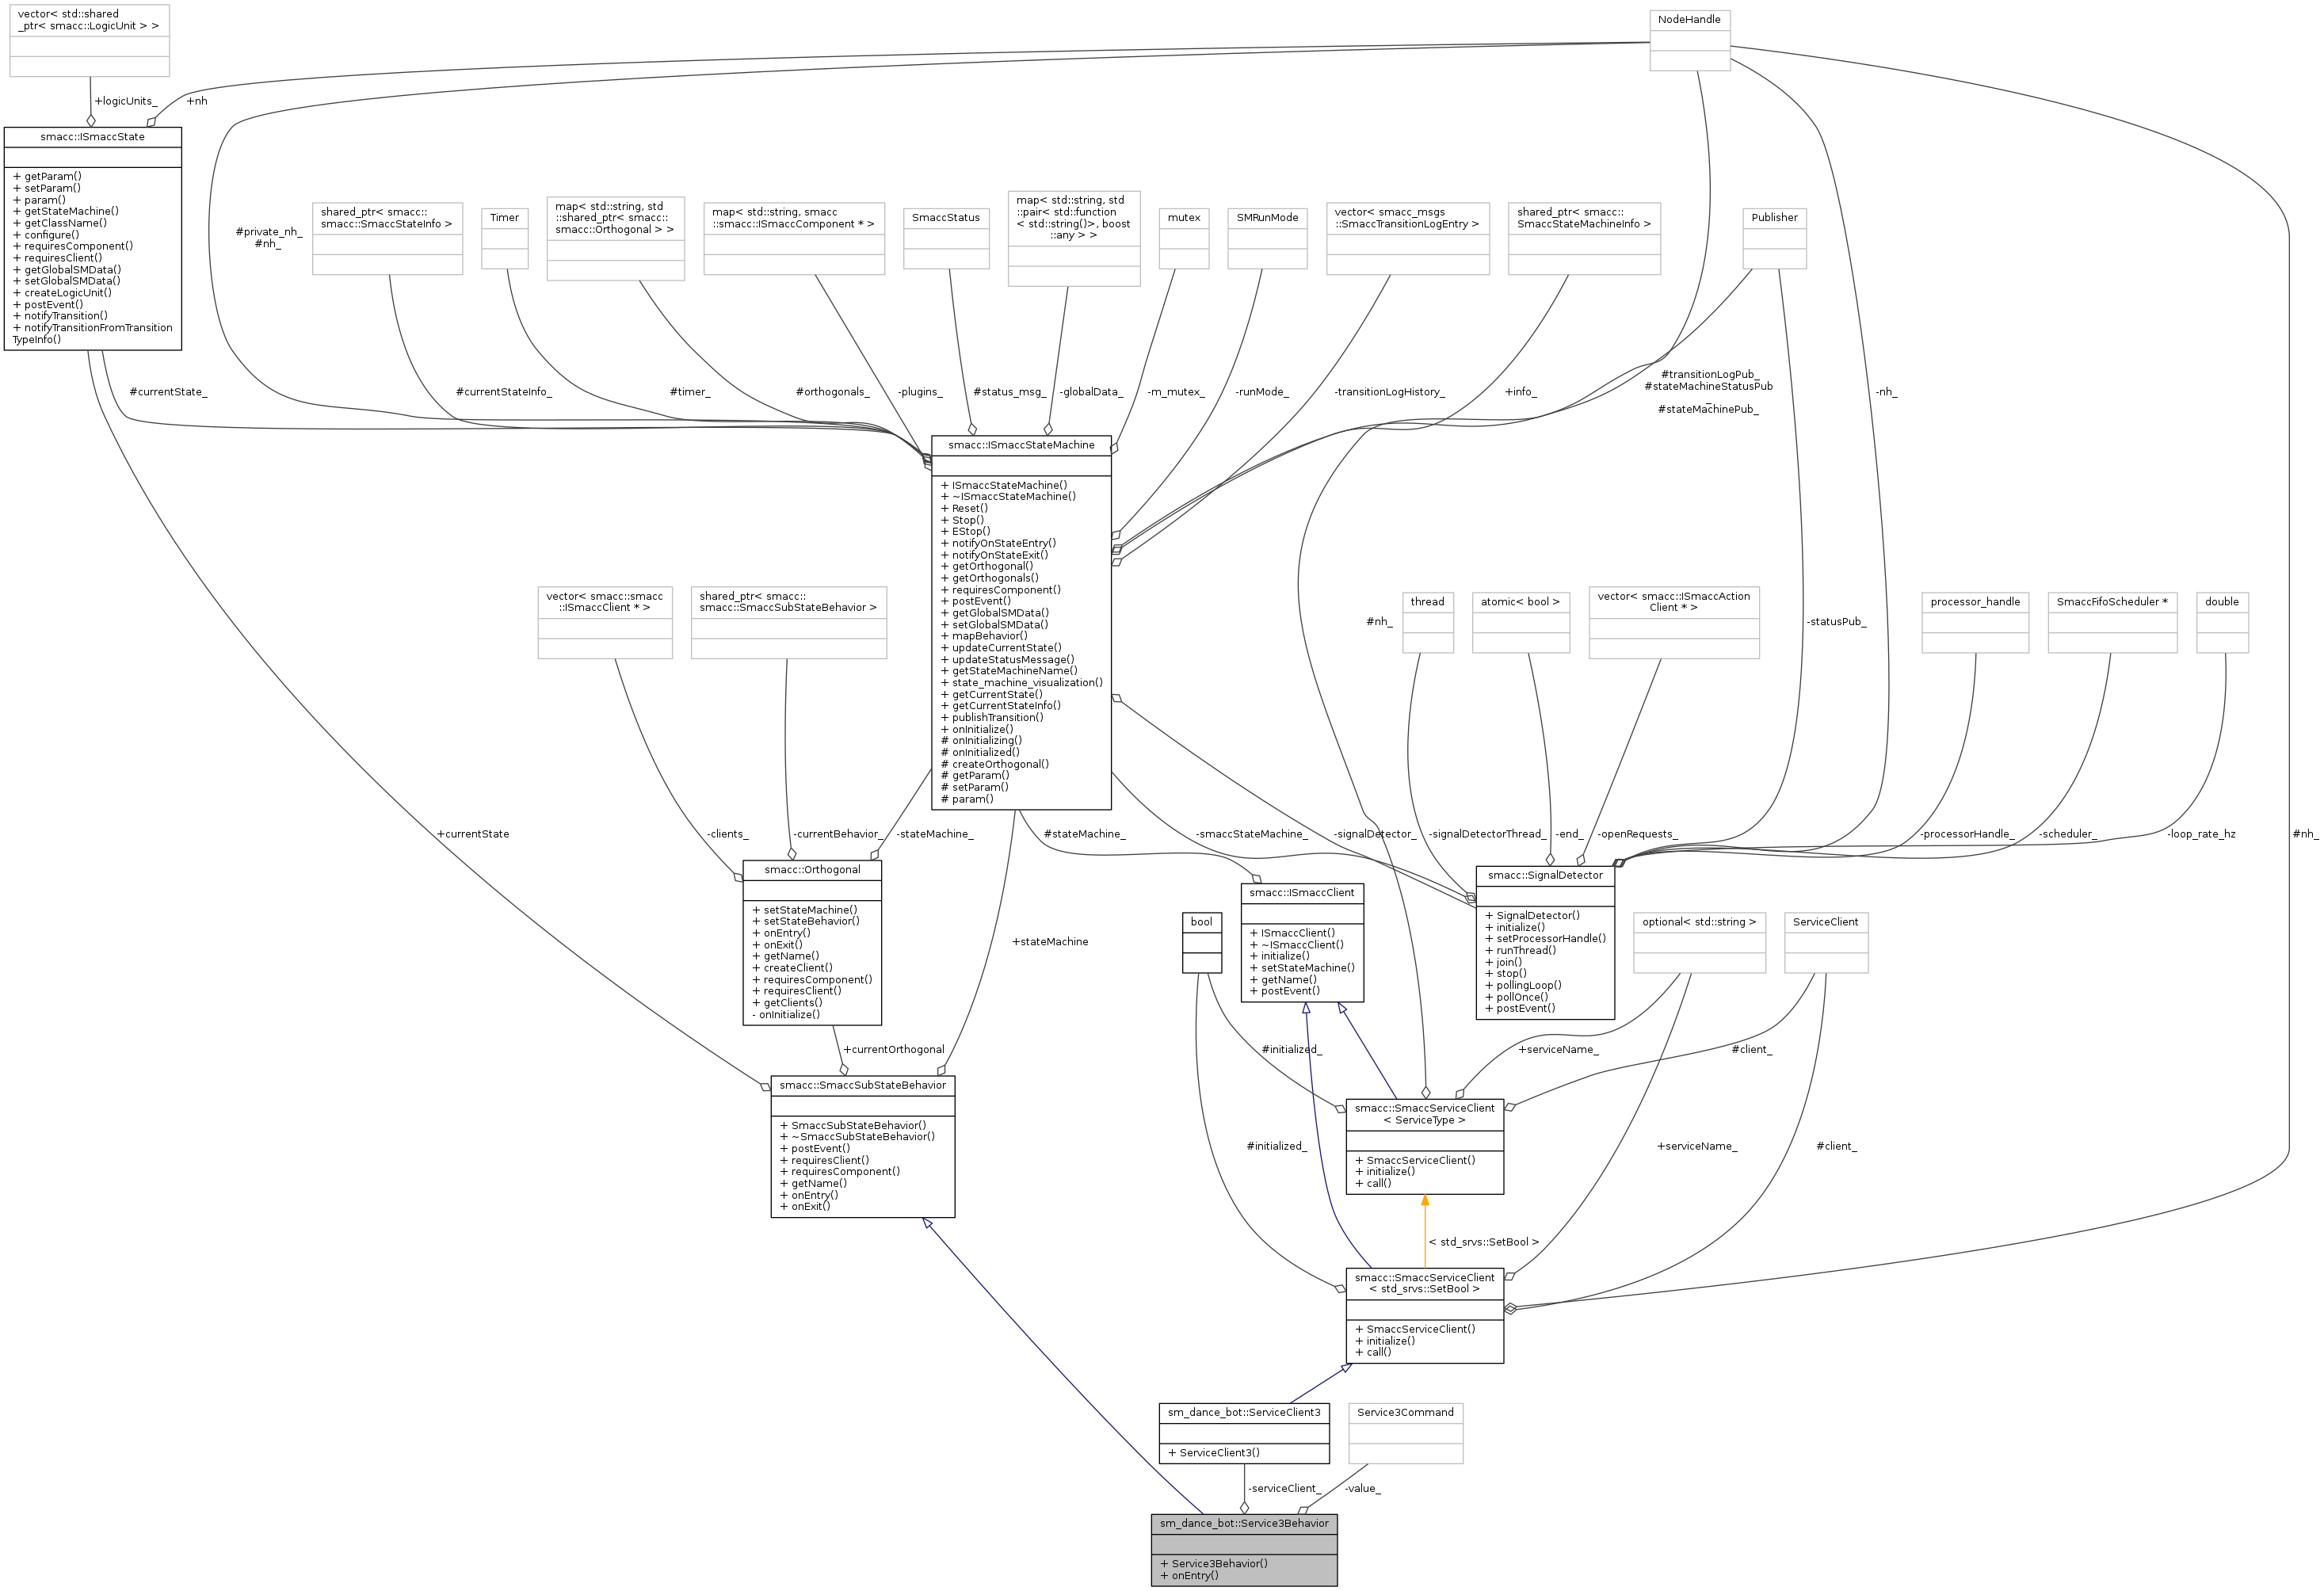 vector< std::shared
_ptr< smacc::LogicUnit > >
NodeHandle
+logicUnits_
+nh
smacc::ISmaccState
+ getParam()
+ setParam()
+ param()
+ getStateMachine()
+ getClassName()
+ configure()
+ requiresComponent()
+ requiresClient()
+ getGlobalSMData()
+ setGlobalSMData()
+ createLogicUnit()
+ postEvent()
+ notifyTransition()
+ notifyTransitionFromTransition
TypeInfo()
#private_nh_
#nh_
shared_ptr< smacc::
smacc::SmaccStateInfo >
Timer
map< std::string, std
::shared_ptr< smacc::
smacc::Orthogonal > >
map< std::string, smacc
::smacc::ISmaccComponent * >
SmaccStatus
map< std::string, std
::pair< std::function
< std::string()>, boost
::any > >
mutex
SMRunMode
vector< smacc_msgs
::SmaccTransitionLogEntry >
shared_ptr< smacc::
SmaccStateMachineInfo >
Publisher
#currentState_
#currentStateInfo_
#timer_
#orthogonals_
-plugins_
#status_msg_
-globalData_
-m_mutex_
-runMode_
-transitionLogHistory_
+info_
#transitionLogPub_
#stateMachineStatusPub
_
#stateMachinePub_
-nh_
smacc::ISmaccStateMachine
+ ISmaccStateMachine()
+ ~ISmaccStateMachine()
+ Reset()
+ Stop()
+ EStop()
+ notifyOnStateEntry()
+ notifyOnStateExit()
+ getOrthogonal()
+ getOrthogonals()
+ requiresComponent()
+ postEvent()
+ getGlobalSMData()
+ setGlobalSMData()
+ mapBehavior()
+ updateCurrentState()
+ updateStatusMessage()
+ getStateMachineName()
+ state_machine_visualization()
+ getCurrentState()
+ getCurrentStateInfo()
+ publishTransition()
+ onInitialize()
# onInitializing()
# onInitialized()
# createOrthogonal()
# getParam()
# setParam()
# param()
vector< smacc::smacc
::ISmaccClient * >
shared_ptr< smacc::
smacc::SmaccSubStateBehavior >
#nh_
thread
atomic< bool >
vector< smacc::ISmaccAction
Client * >
-statusPub_
processor_handle
SmaccFifoScheduler *
double
+currentState
-clients_
-currentBehavior_
-stateMachine_
#stateMachine_
-smaccStateMachine_
-signalDetector_
-signalDetectorThread_
-end_
-openRequests_
-processorHandle_
-scheduler_
-loop_rate_hz
#nh_
smacc::Orthogonal
+ setStateMachine()
+ setStateBehavior()
+ onEntry()
+ onExit()
+ getName()
+ createClient()
+ requiresComponent()
+ requiresClient()
+ getClients()
- onInitialize()
+stateMachine
bool
smacc::ISmaccClient
+ ISmaccClient()
+ ~ISmaccClient()
+ initialize()
+ setStateMachine()
+ getName()
+ postEvent()
smacc::SignalDetector
+ SignalDetector()
+ initialize()
+ setProcessorHandle()
+ runThread()
+ join()
+ stop()
+ pollingLoop()
+ pollOnce()
+ postEvent()
optional< std::string >
ServiceClient
+currentOrthogonal
#initialized_
+serviceName_
#client_
smacc::SmaccSubStateBehavior
+ SmaccSubStateBehavior()
+ ~SmaccSubStateBehavior()
+ postEvent()
+ requiresClient()
+ requiresComponent()
+ getName()
+ onEntry()
+ onExit()
#initialized_
smacc::SmaccServiceClient
< ServiceType >
+ SmaccServiceClient()
+ initialize()
+ call()
+serviceName_
#client_
< std_srvs::SetBool >
smacc::SmaccServiceClient
< std_srvs::SetBool >
+ SmaccServiceClient()
+ initialize()
+ call()
sm_dance_bot::ServiceClient3
+ ServiceClient3()
Service3Command
-serviceClient_
-value_
sm_dance_bot::Service3Behavior
+ Service3Behavior()
+ onEntry()